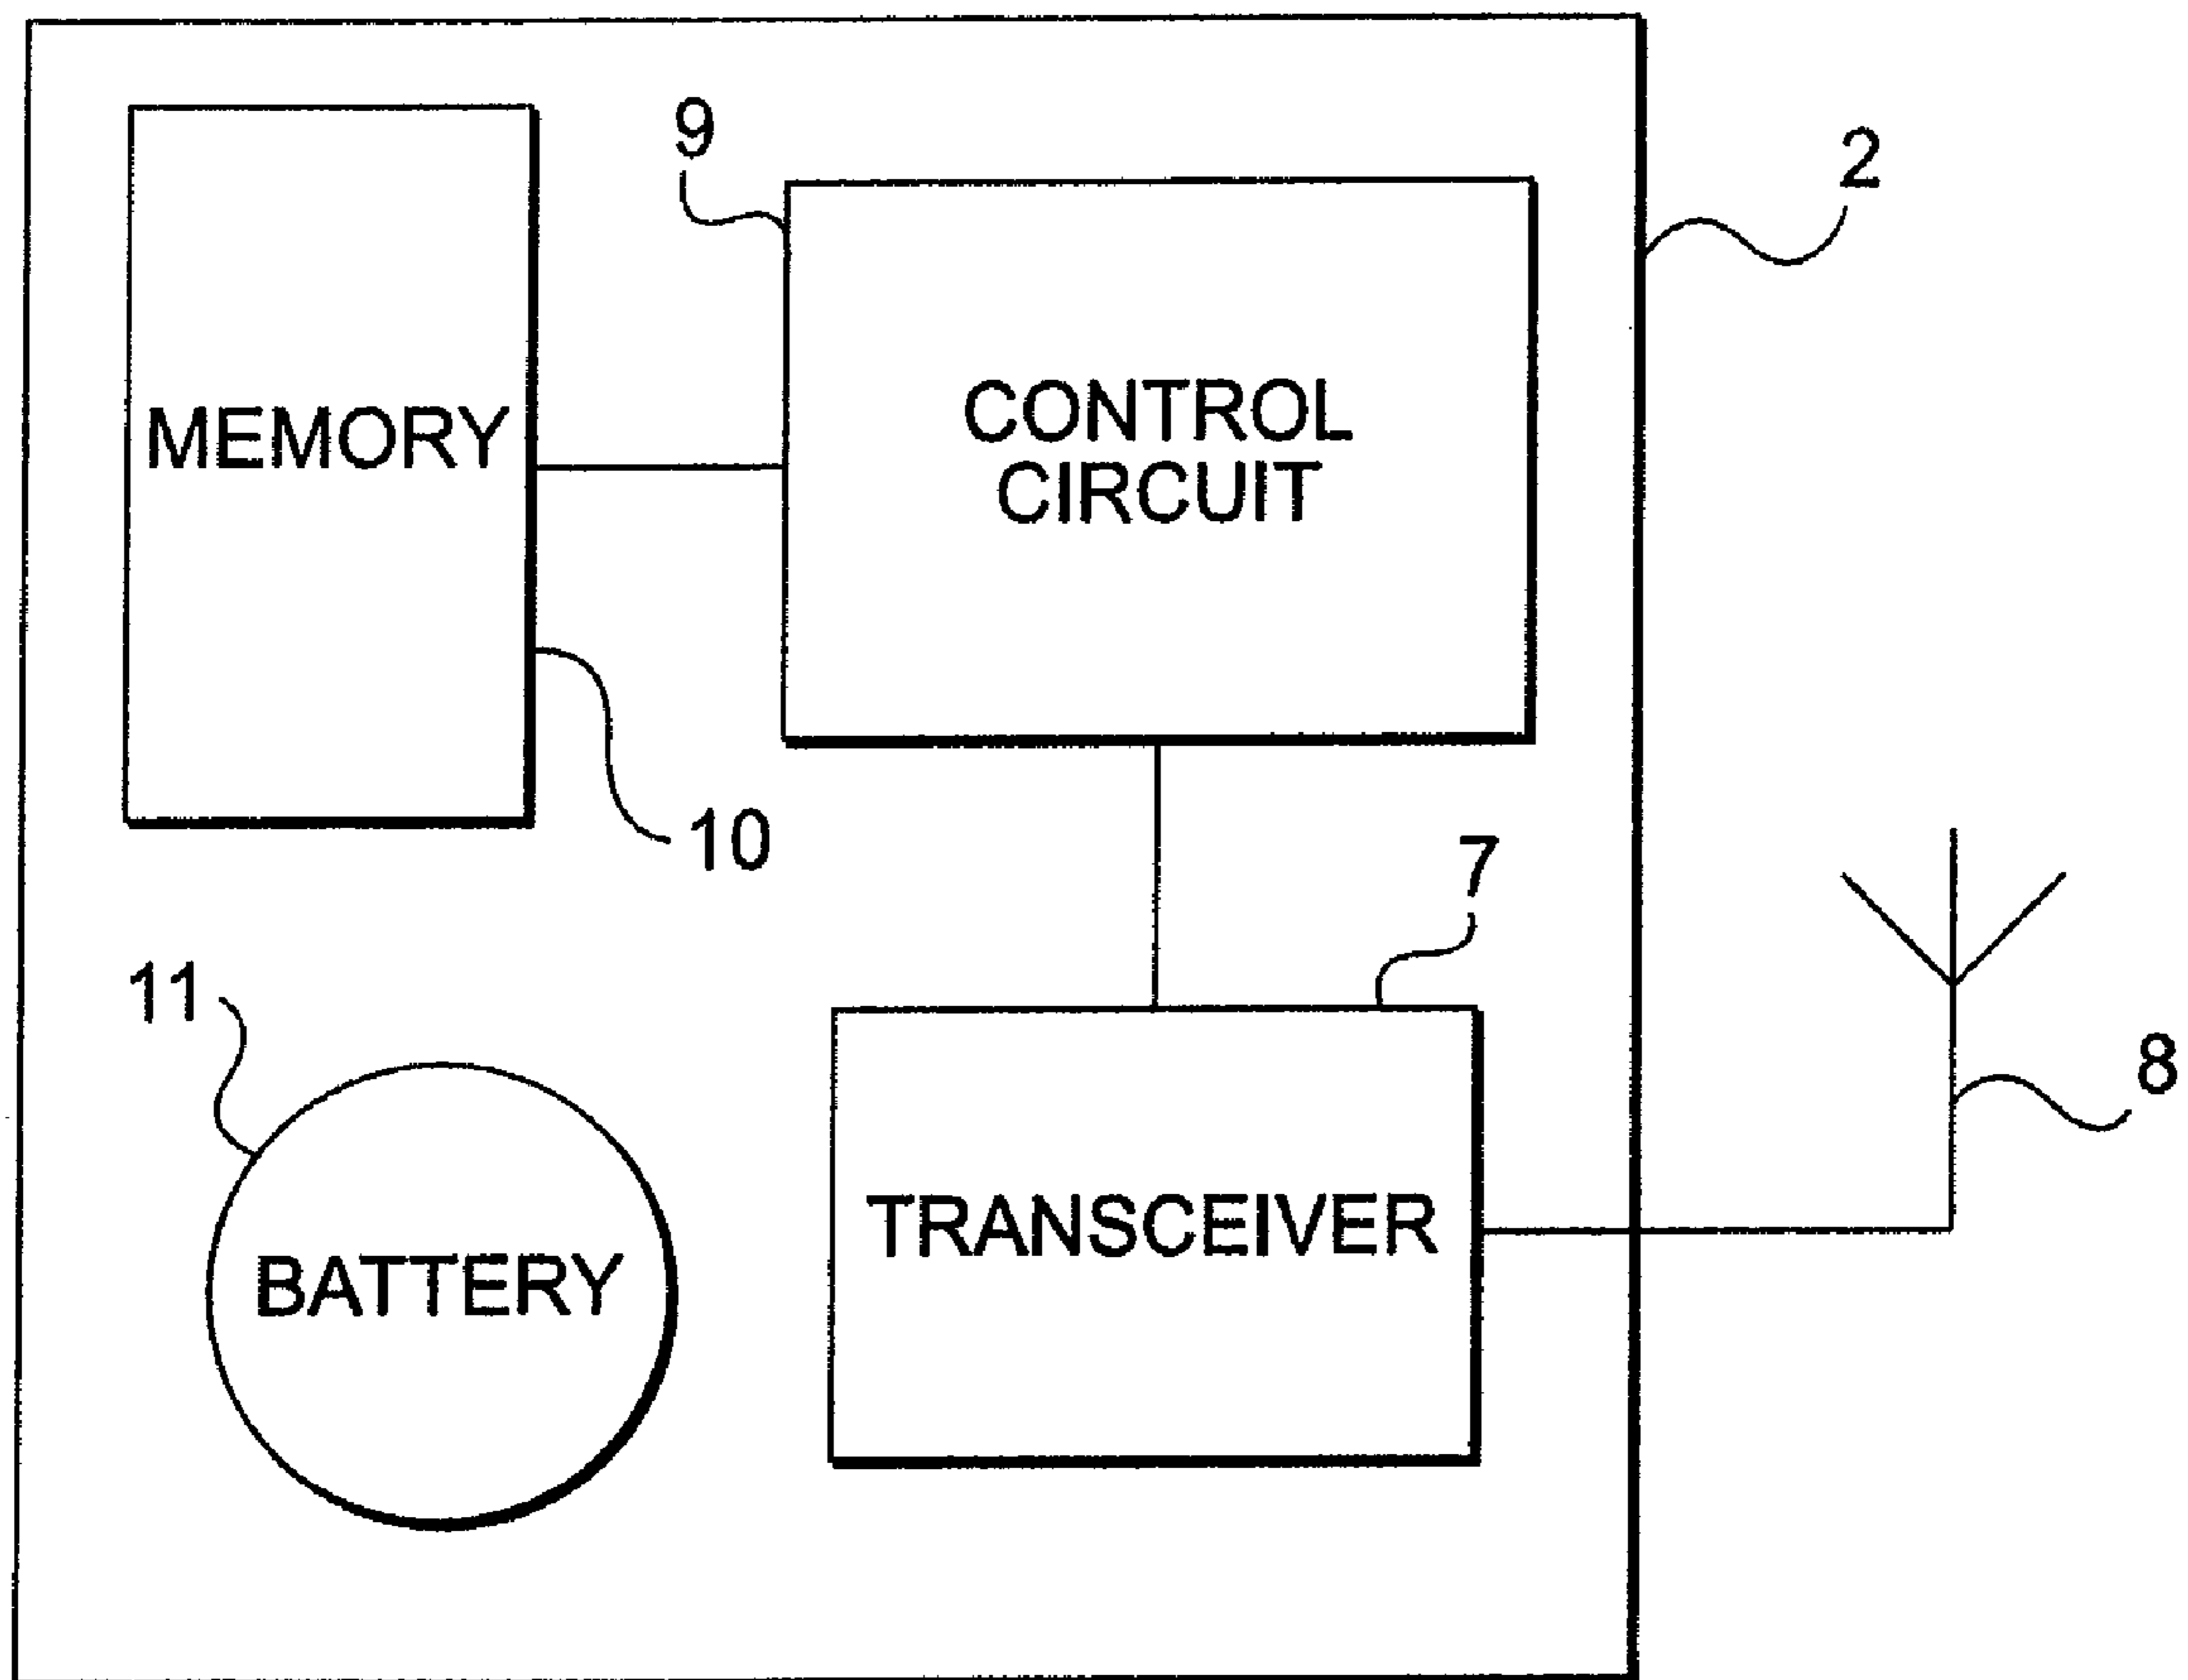 9
2
MEMORY
CONTROL
CIRCUIT
10
7
11
8
TRANSCEIVER
BATTERY